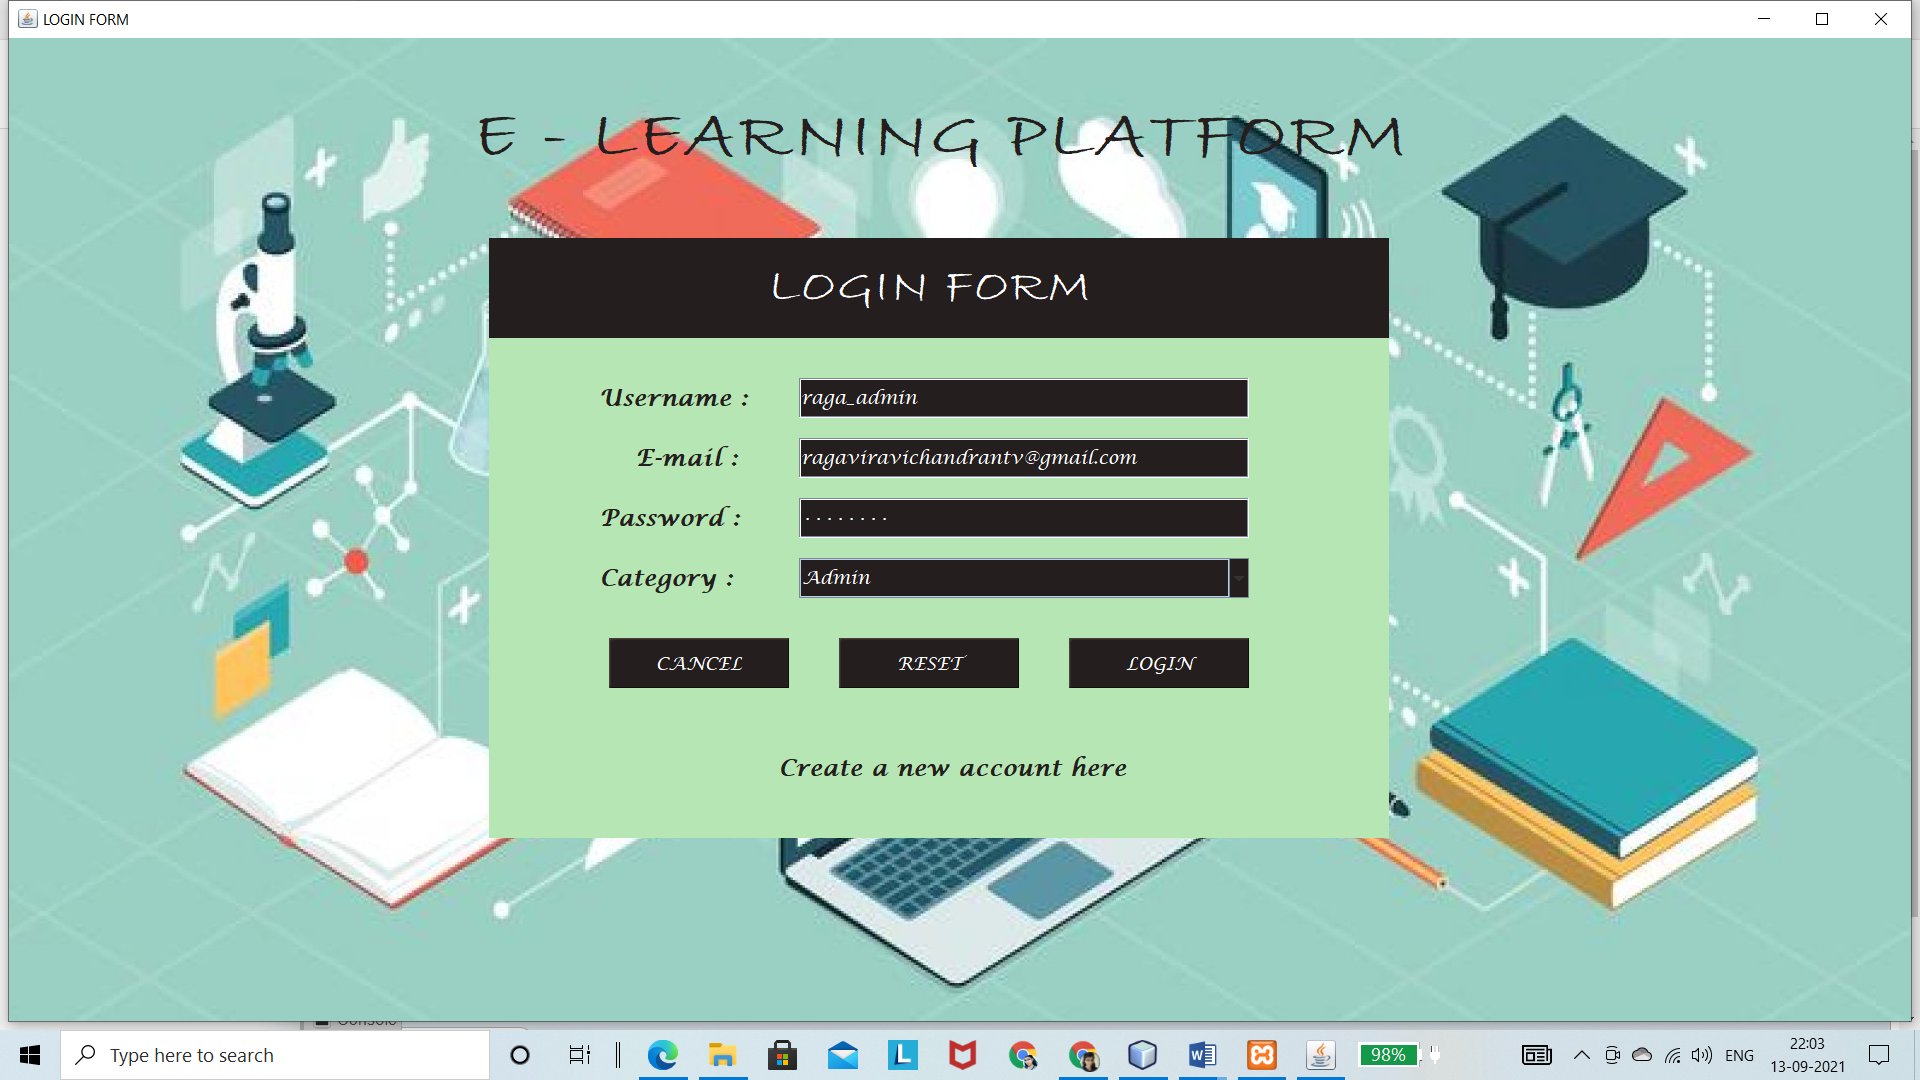 LOGIN FORM
E - LEARNING PLATFORM
LOGIN FORM
Username : raga_admin
E-mail : ragaviravichandrantv@gmail.com
Password : ........
Category : Admin
CANCEL RESET LOGIN
Create a new account here
Console
Type here to search
L
W
98%
ENG
22:03
13-09-2021